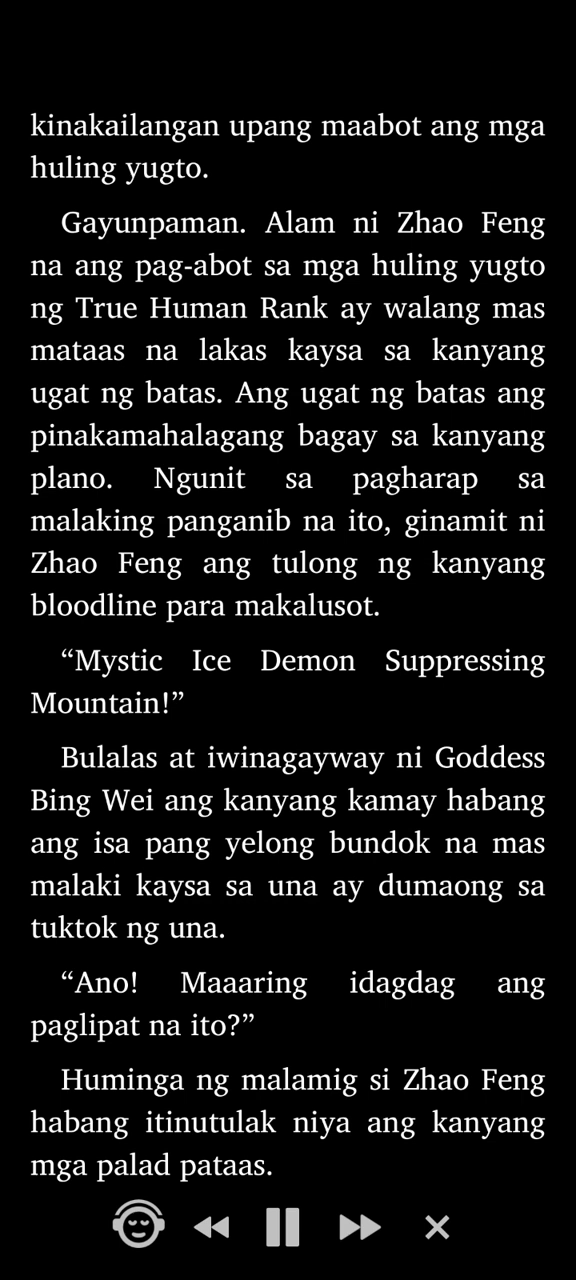 kinakailangan upang maabot ang mga
huling yugto.
Gayunpaman. Alam ni Zhao Feng
na ang pag-abot sa mga huling yugto
ng True Human Rank ay walang mas
mataas na lakas kaysa sa kanyang
ugat ng batas. Ang ugat ng batas ang
pinakamahalagang bagay sa kanyang
plano. Ngunit sa pagharap sa
malaking panganib na ito, ginamit ni
Zhao Feng ang tulong ng kanyang
bloodline para makalusot.
“Mystic Ice Demon Suppressing
Mountain!”
Bulalas at iwinagayway ni Goddess
Bing Wei ang kanyang kamay habang
ang isa pang yelong bundok na mas
malaki kaysa sa una ay dumaong sa
tuktok ng una.
“Ano! Maaaring idagdag ang
paglipat na ito?”
Huminga ng malamig si Zhao Feng
habang itinutulak niya ang kanyang
mga palad pataas.